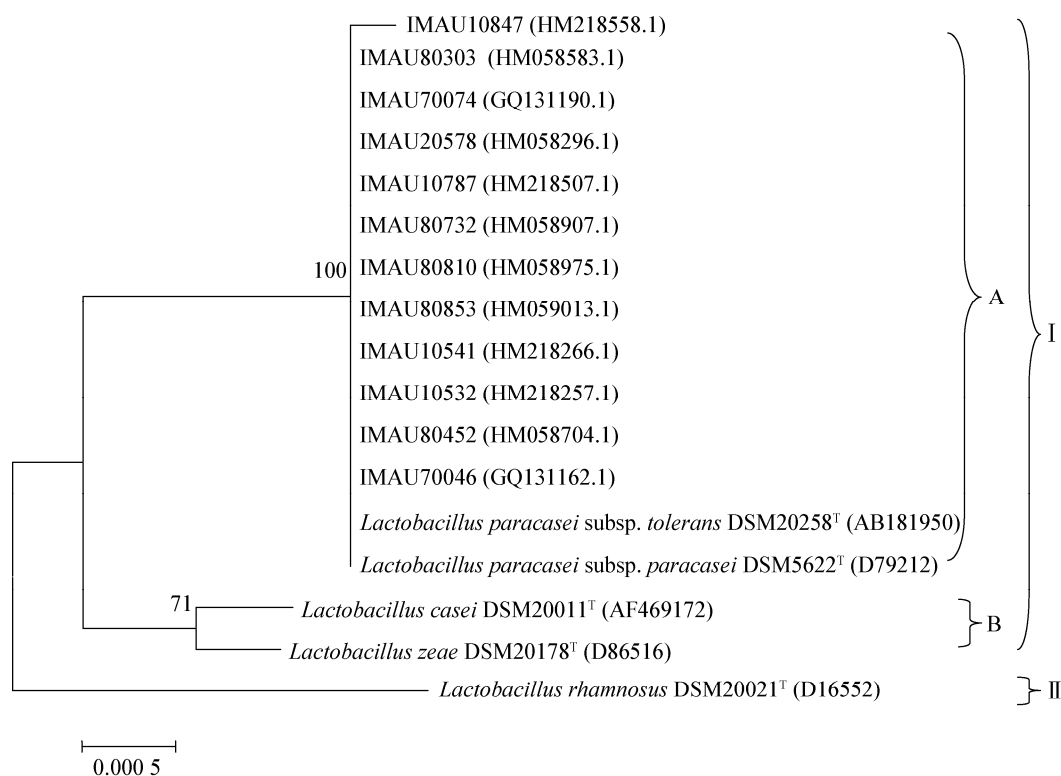 IMAU10847 (HM218558.1)
IMAU80303 (HM058583.1)
IMAU70074 (GQ131190.1)
IMAU20578 (HM058296.1)
IMAU10787 (HM218507.1)
IMAU80732 (HM058907.1)
100
IMAU80810 (HM058975.1)
A
IMAU80853 (HM059013.1)
Ⅰ
IMAU10541 (HM218266.1)
IMAU10532 (HM218257.1)
IMAU80452 (HM058704.1)
IMAU70046 (GQ131162.1)
Lactobacillus paracasei subsp. tolerans DSM20258ᵀ (AB181950)
Lactobacillus paracasei subsp. paracasei DSM5622ᵀ (D79212)
71
Lactobacillus casei DSM20011ᵀ (AF469172)
B
Lactobacillus zeae DSM20178ᵀ (D86516)
Lactobacillus rhamnosus DSM20021ᵀ (D16552)
Ⅱ
0.000 5